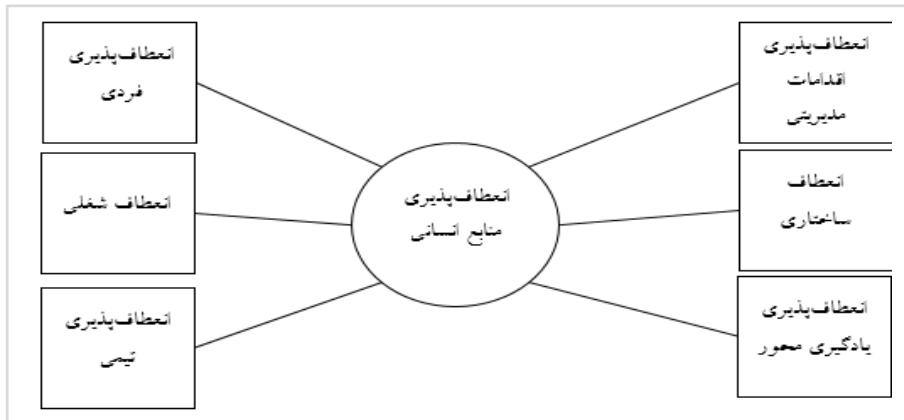 انعطاف‌پذیری
اقدامات
مدیریتی
انعطاف
ساختاری
انعطاف‌پذیری
یادگیری محور
انعطاف‌پذیری
منابع انسانی
انعطاف‌پذیری
فردی
انعطاف شغلی
انعطاف‌پذیری
تیمی